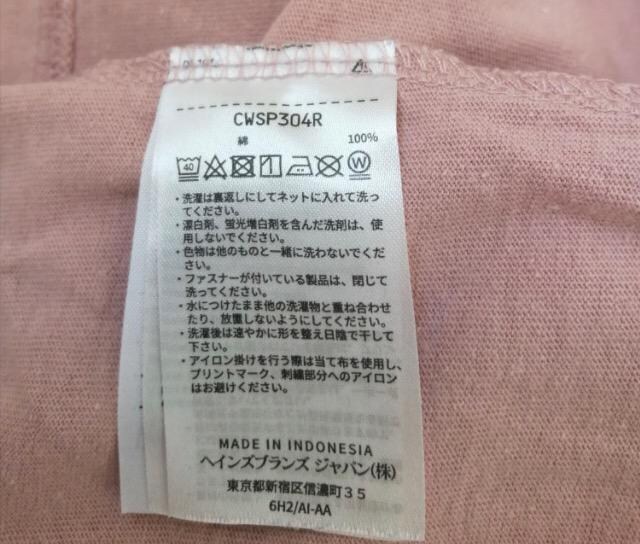 CWSP304R
綿 100%
40 W
・洗濯は裏返しにしてネットに入れて洗っ
てください。
・漂白剤、蛍光増白剤を含んだ洗剤は、使
用しないでください。
・色物は他のものと一緒に洗わないでくだ
さい。
・ファスナーが付いている製品は、閉じて
洗ってください。
・水につけたまま他の洗濯物と重ね合わせ
たり、放置しないようにしてください。
・洗濯後は速やかに形を整え日陰で干して
下さい。
・アイロン掛けを行う際は当て布を使用し、
プリントマーク、刺繍部分へのアイロン
はお避けください。
MADE IN INDONESIA
ヘインズブランズ ジャパン(株)
東京都新宿区信濃町35
6H2/AI-AA